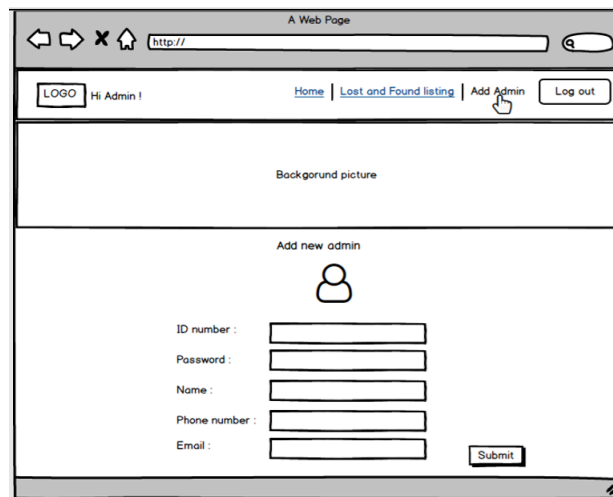 A Web Page
http://
LOGO Hi Admin ! Home Lost and Found listing Add Admin Log out
Backgorund picture
Add new admin
ID number :
Password :
Name :
Phone number :
Email :
Submit